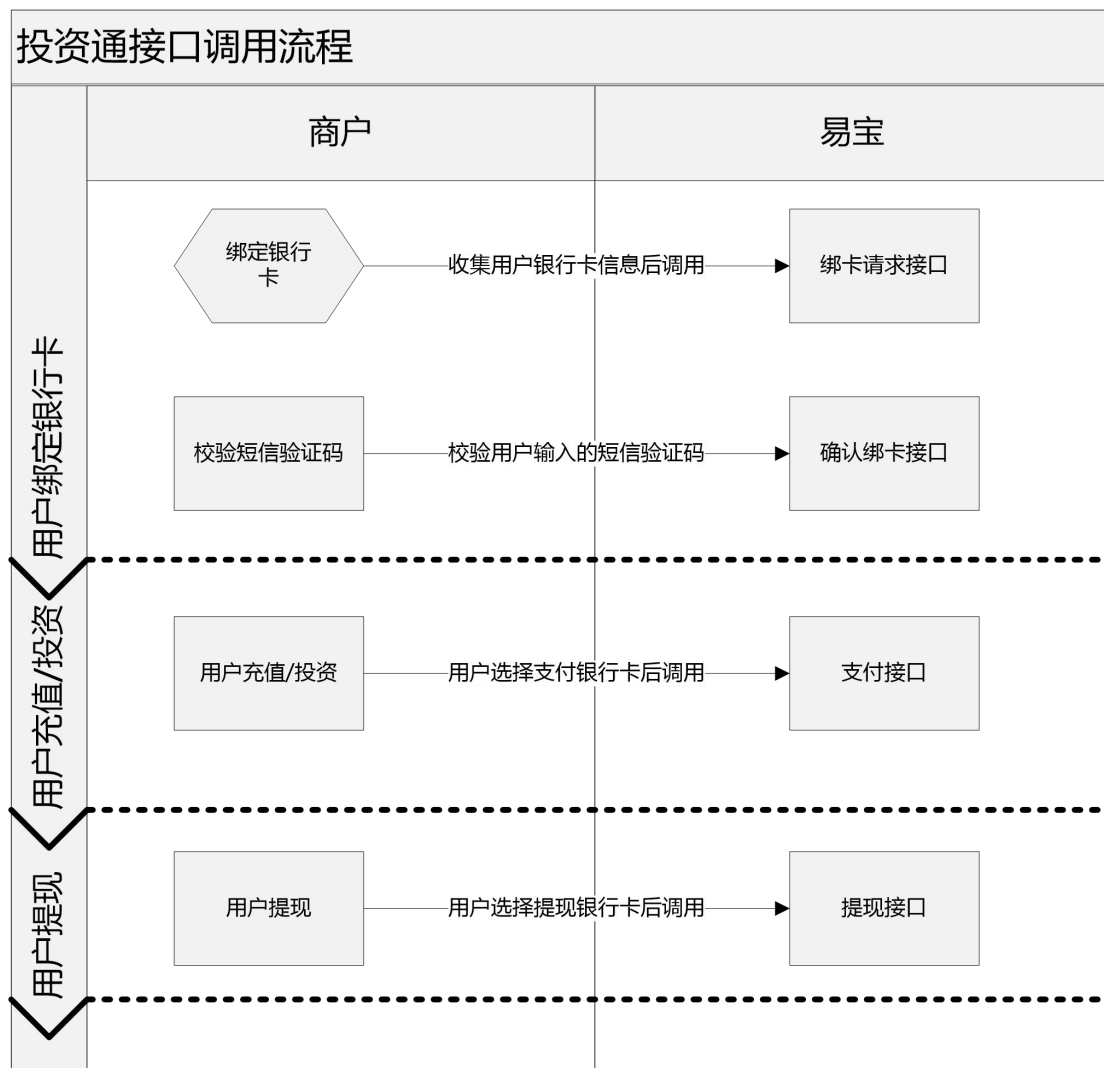 投资通接口调用流程
商户
易宝
用户绑定银行卡
绑定银行
卡
收集用户银行卡信息后调用
绑卡请求接口
校验短信验证码
校验用户输入的短信验证码
确认绑卡接口
用户充值/投资
用户充值/投资
用户选择支付银行卡后调用
支付接口
用户提现
用户提现
用户选择提现银行卡后调用
提现接口